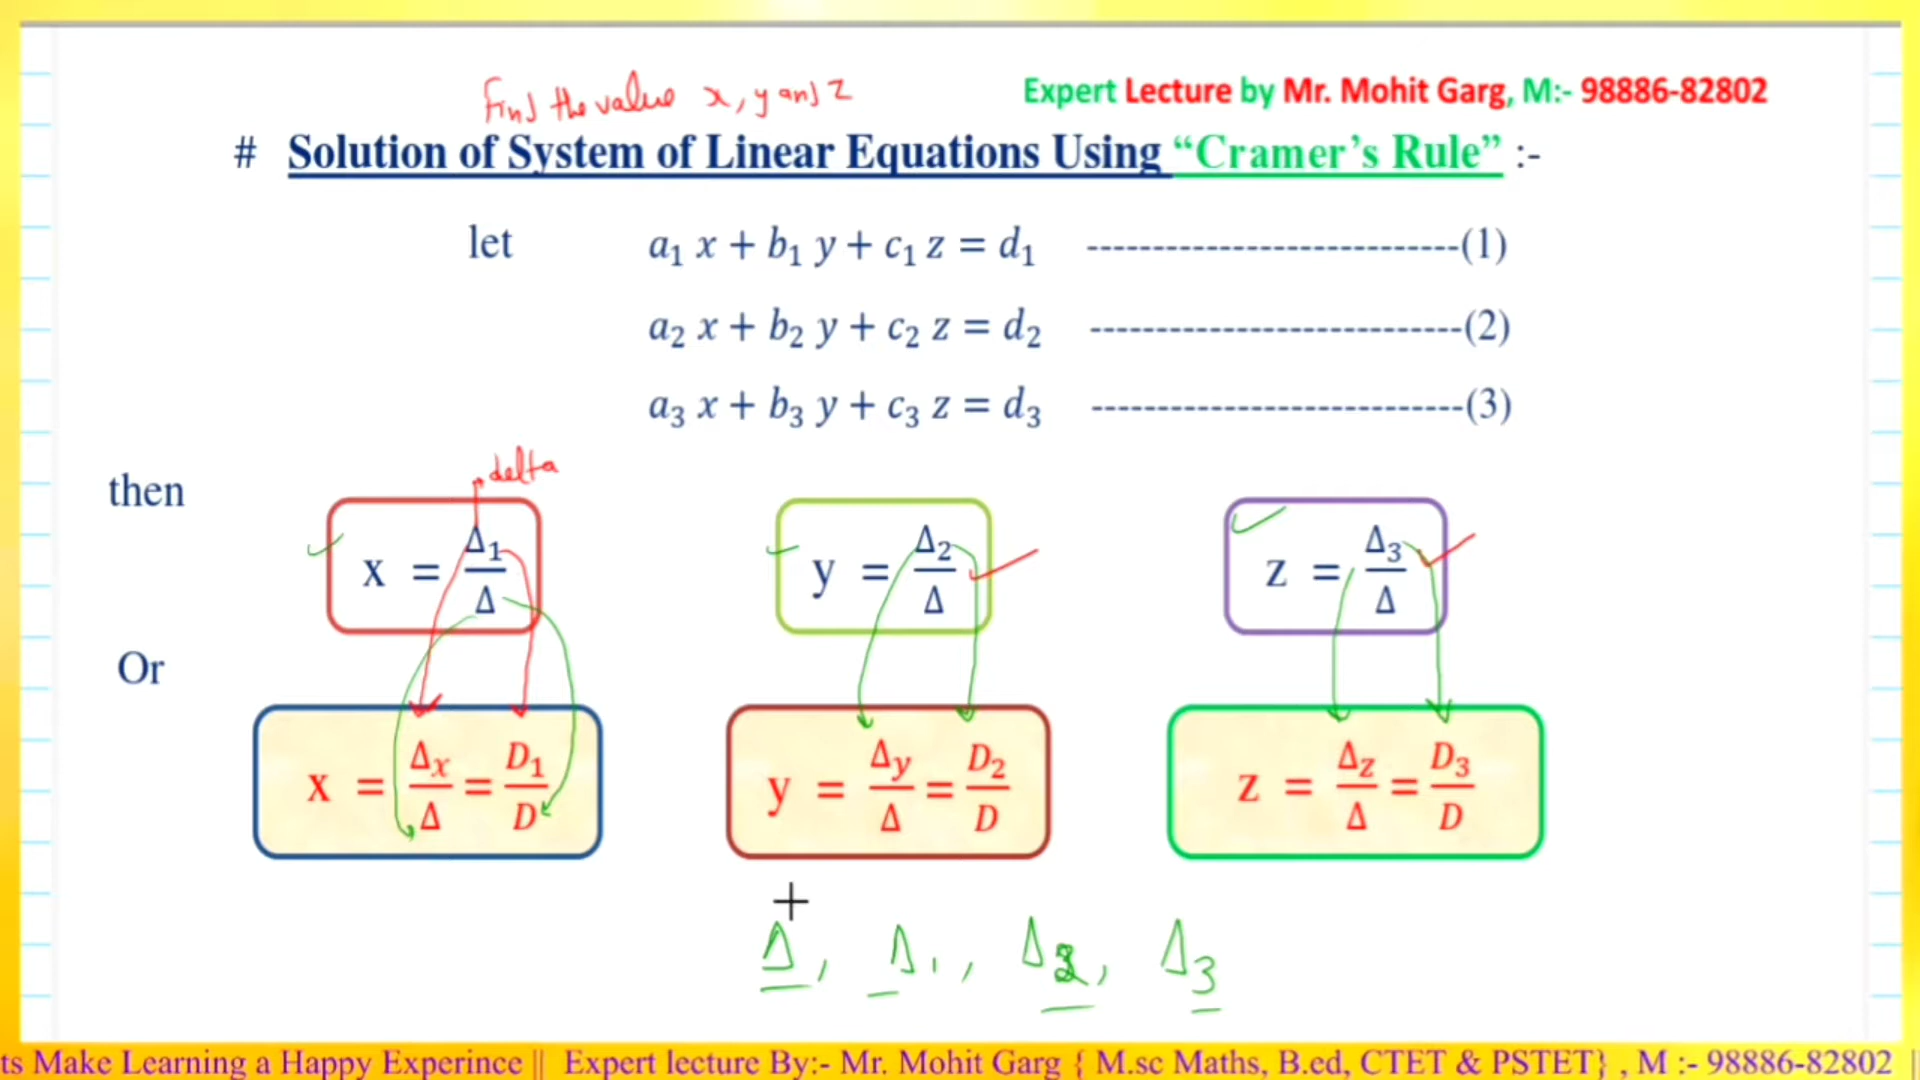 Find the value x, y and z
Expert Lecture by Mr. Mohit Garg, M:- 98886-82802
# Solution of System of Linear Equations Using “Cramer’s Rule” :-
let a₁ x + b₁ y + c₁ z = d₁ --------------------------(1)
a₂ x + b₂ y + c₂ z = d₂ --------------------------(2)
a₃ x + b₃ y + c₃ z = d₃ --------------------------(3)
delta
then x = Δ₁/Δ y = Δ₂/Δ z = Δ₃/Δ
Or
x = Δx/Δ = D₁/D y = Δy/Δ = D₂/D z = Δz/Δ = D₃/D
Δ, Δ₁, Δ₂, Δ₃
ts Make Learning a Happy Experince || Expert lecture By:- Mr. Mohit Garg { M.sc Maths, B.ed, CTET & PSTET} , M :- 98886-82802 |